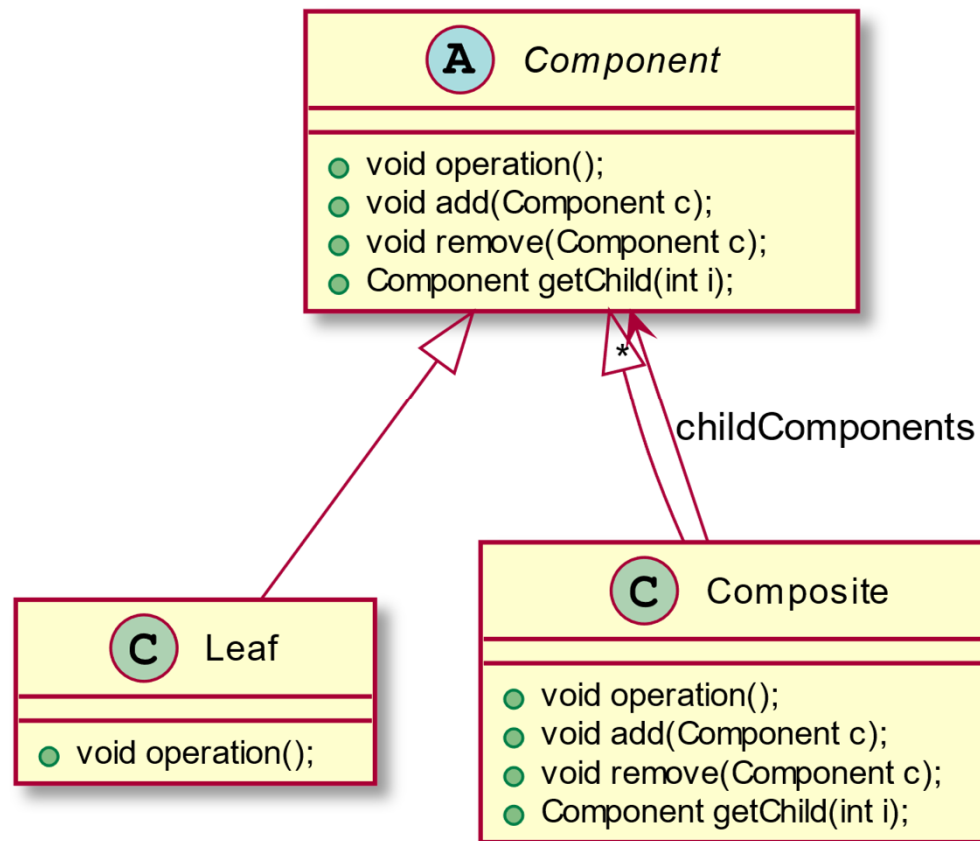 A Component
void operation();
void add(Component c);
void remove(Component c);
Component getChild(int i);
*
childComponents
C Leaf
void operation();
C Composite
void operation();
void add(Component c);
void remove(Component c);
Component getChild(int i);